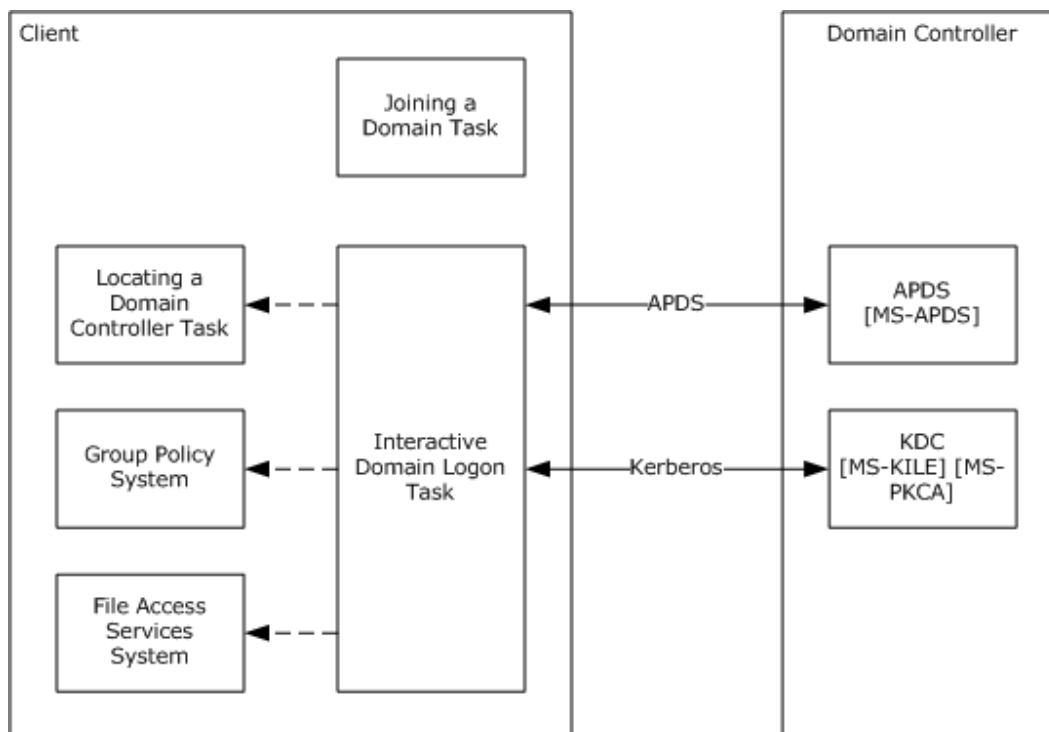 Client
Domain Controller
Joining a
Domain Task
Locating a
Domain
Controller Task
APDS
APDS
[MS-APDS]
Group Policy
System
Interactive
Domain Logon
Task
Kerberos
KDC
[MS-KILE] [MS-
PKCA]
File Access
Services
System